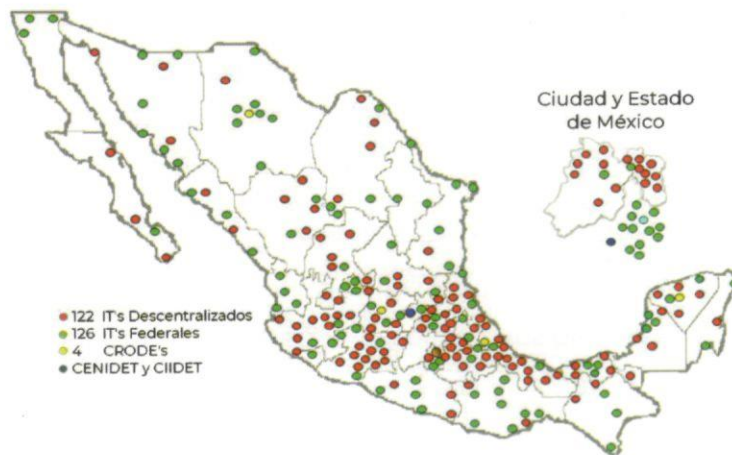 Ciudad y Estado
de México
122 IT's Descentralizados
126 IT's Federales
4 CRODE's
CENIDET y CIIDET